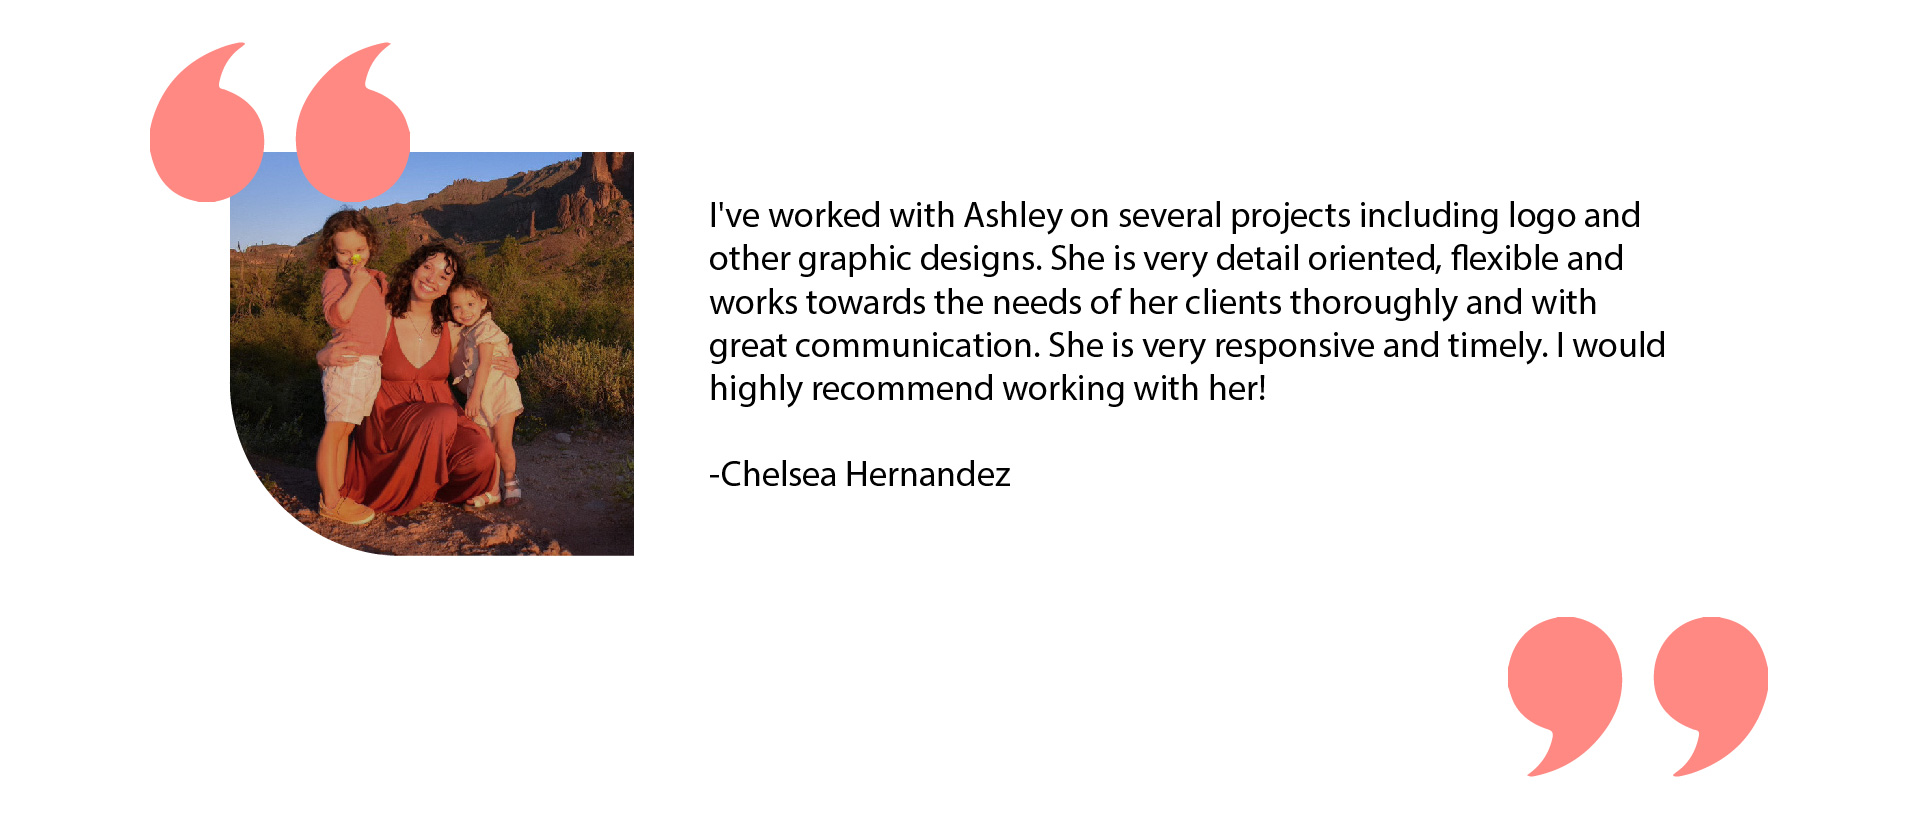 I've worked with Ashley on several projects including logo and
other graphic designs. She is very detail oriented, flexible and
works towards the needs of her clients thoroughly and with
great communication. She is very responsive and timely. I would
highly recommend working with her!
-Chelsea Hernandez